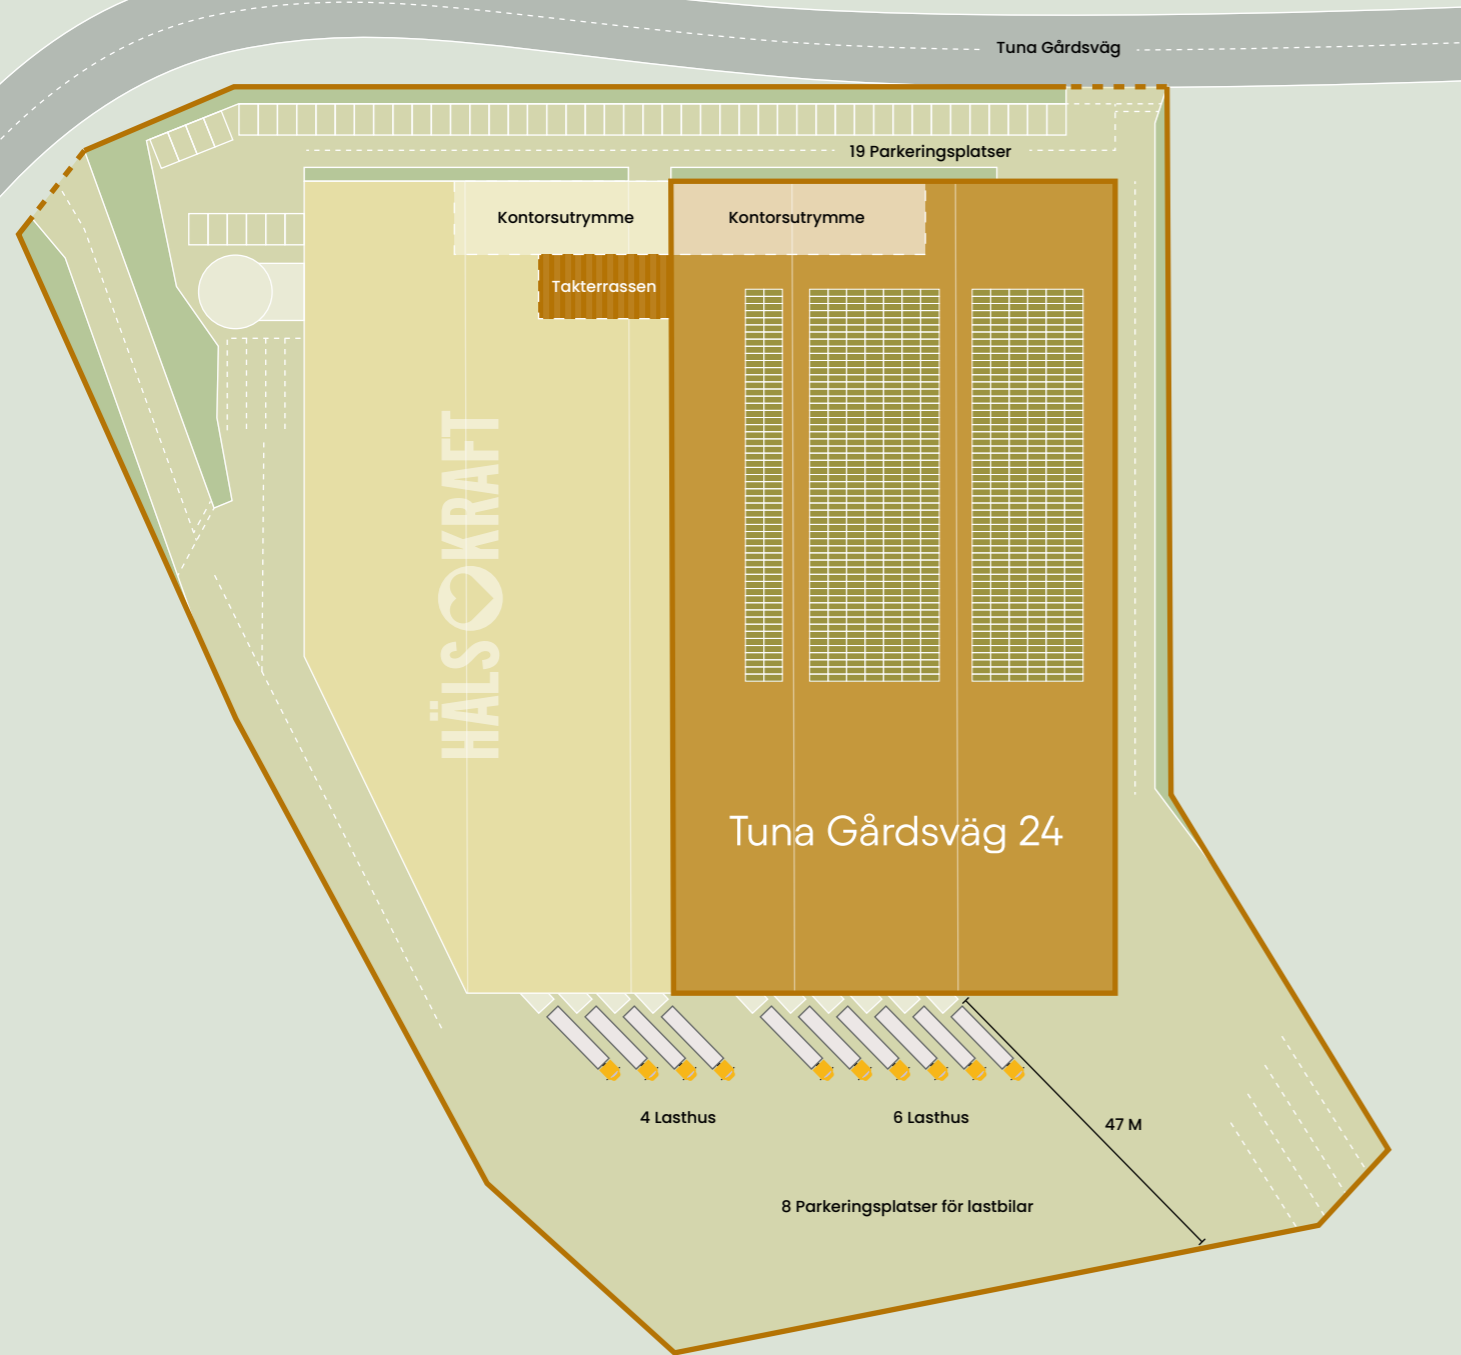 Tuna Gårdsväg
19 Parkeringsplatser
Kontorsutrymme
Kontorsutrymme
Takterrassen
HÄLSOKRAFT
Tuna Gårdsväg 24
4 Lasthus
6 Lasthus
47 M
8 Parkeringsplatser för lastbilar